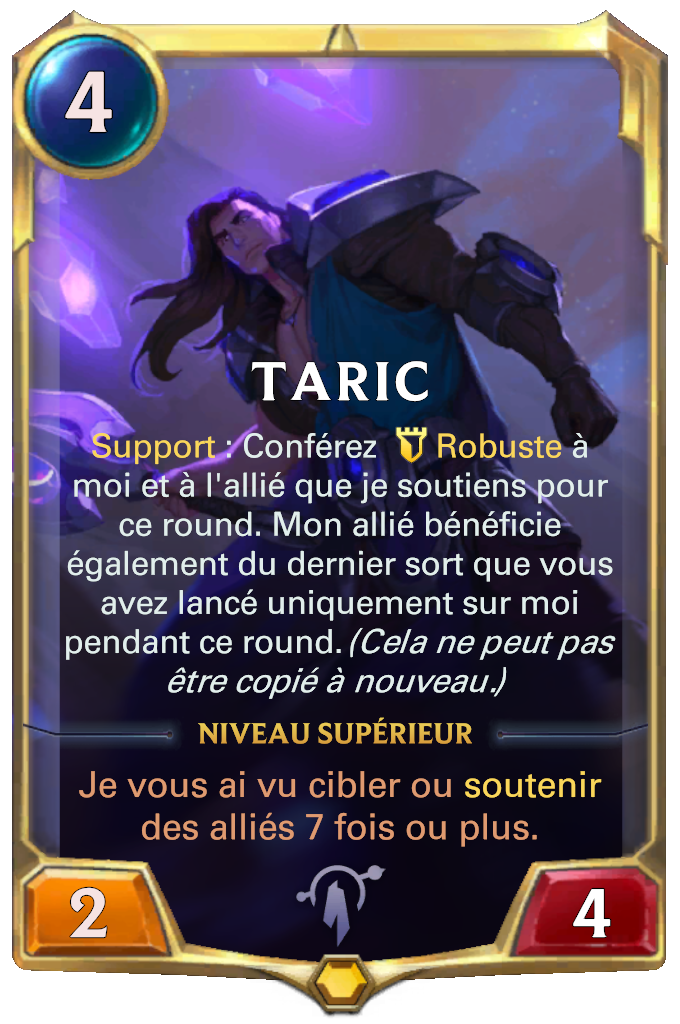 4
TARIC
Support : Conférez Robuste à
moi et à l'allié que je soutiens pour
ce round. Mon allié bénéficie
également du dernier sort que vous
avez lancé uniquement sur moi
pendant ce round. (Cela ne peut pas
être copié à nouveau.)
NIVEAU SUPÉRIEUR
Je vous ai vu cibler ou soutenir
des alliés 7 fois ou plus.
2
4